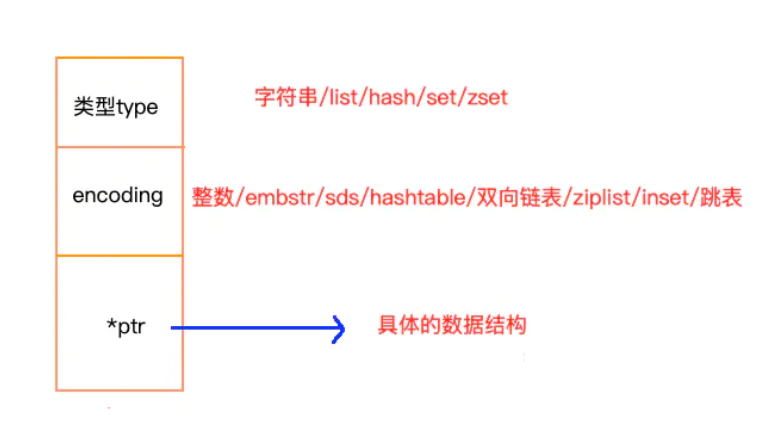 类型type
字符串/list/hash/set/zset
encoding
整数/embstr/sds/hashtable/双向链表/ziplist/inset/跳表
*ptr
具体的数据结构